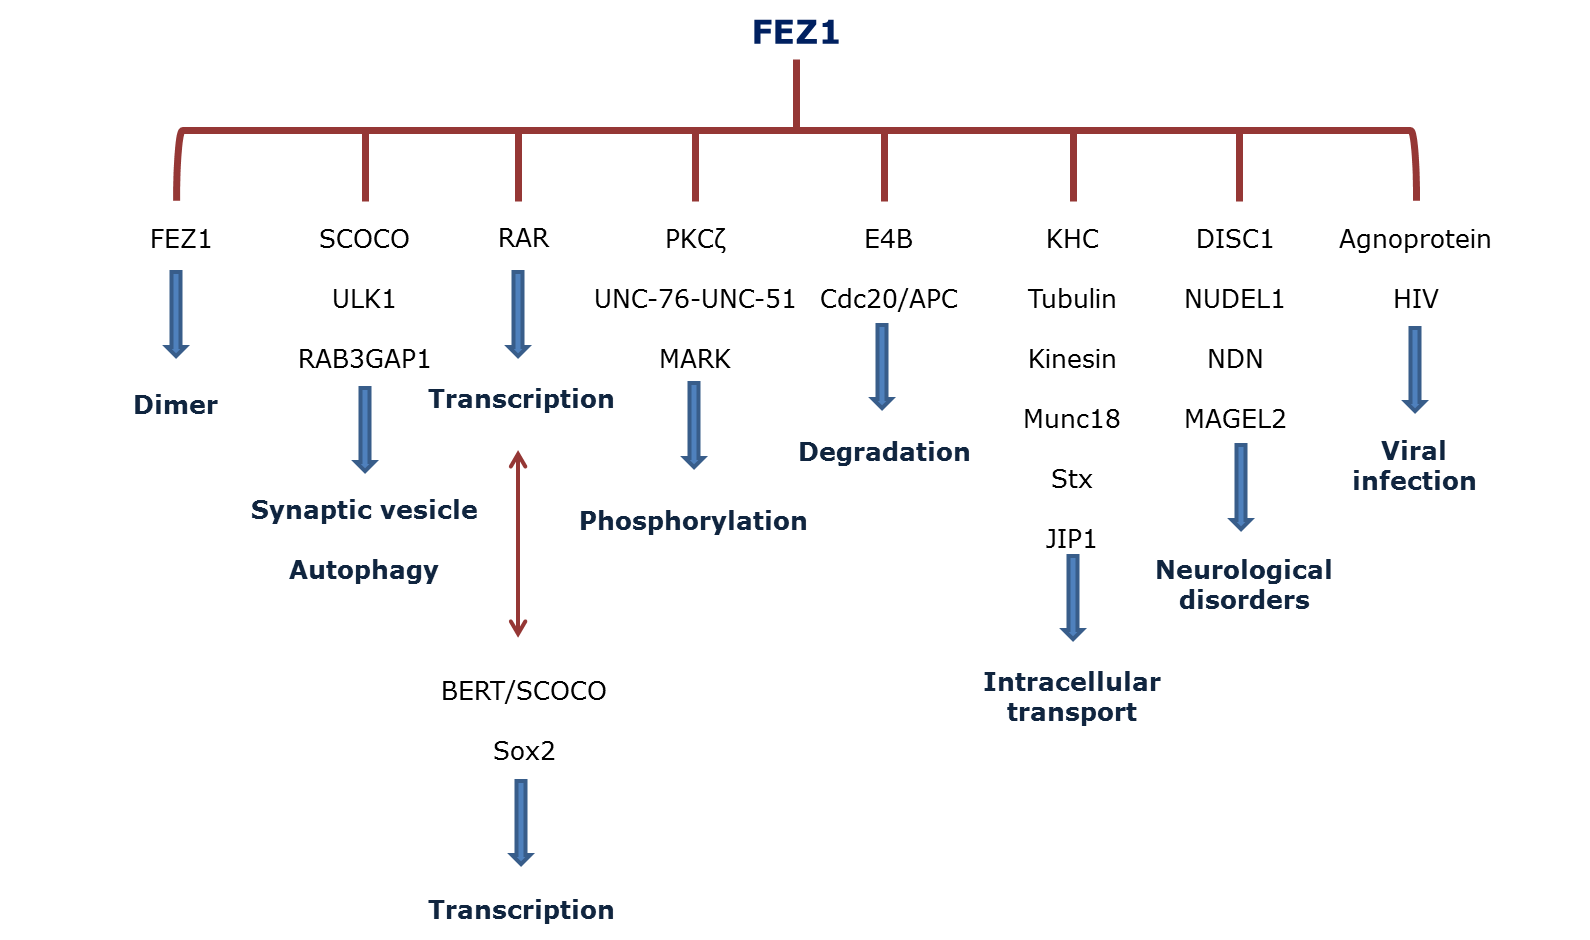 FEZ1
FEZ1
Dimer
SCOCO
ULK1
RAB3GAP1
Synaptic vesicle
Autophagy
RAR
Transcription
BERT/SCOCO
Sox2
Transcription
PKCζ
UNC-76-UNC-51
MARK
Phosphorylation
E4B
Cdc20/APC
Degradation
KHC
Tubulin
Kinesin
Munc18
Stx
JIP1
Intracellular
transport
DISC1
NUDEL1
NDN
MAGEL2
Neurological
disorders
Agnoprotein
HIV
Viral
infection